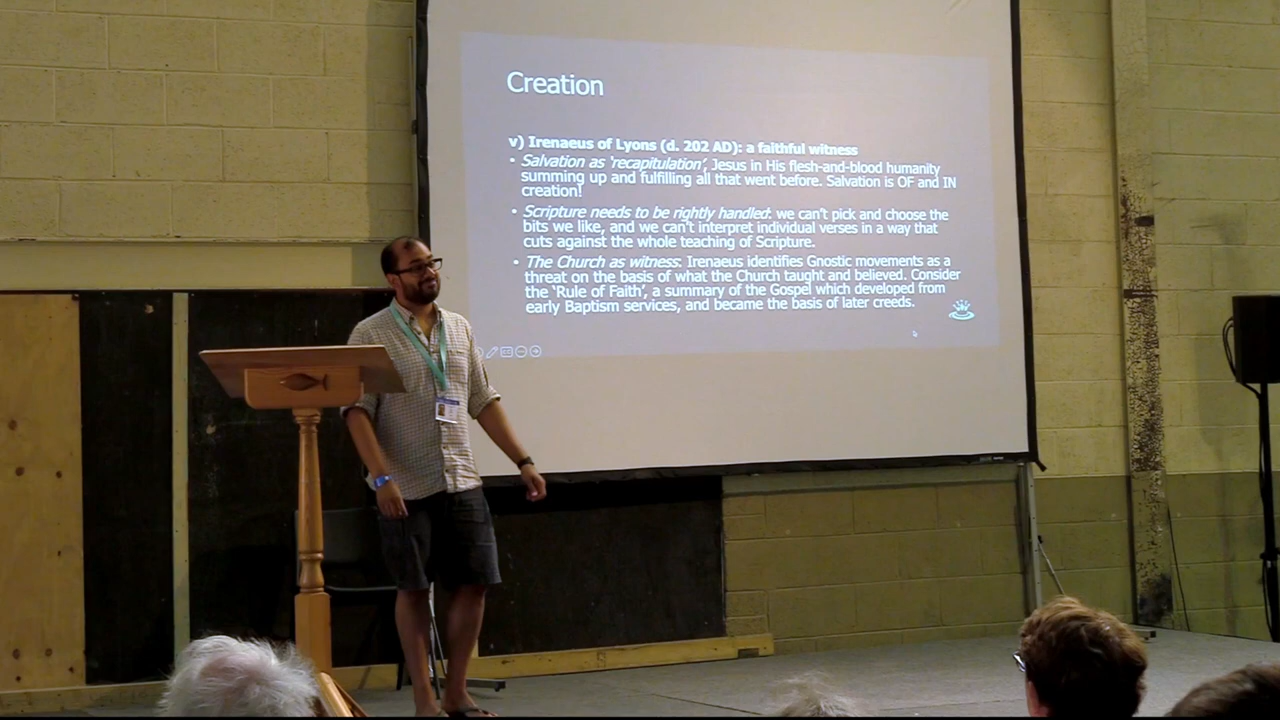 Creation
v) Irenaeus of Lyons (d. 202 AD): a faithful witness
• Salvation as 'recapitulation', Jesus in His flesh-and-blood humanity
summing up and fulfilling all that went before. Salvation is OF and IN
creation!
• Scripture needs to be rightly handled: we can't pick and choose the
bits we like, and we can't interpret individual verses in a way that
cuts against the whole teaching of Scripture.
• The Church as witness: Irenaeus identifies Gnostic movements as a
threat on the basis of what the Church taught and believed. Consider
the 'Rule of Faith', a summary of the Gospel which developed from
early Baptism services, and became the basis of later creeds.